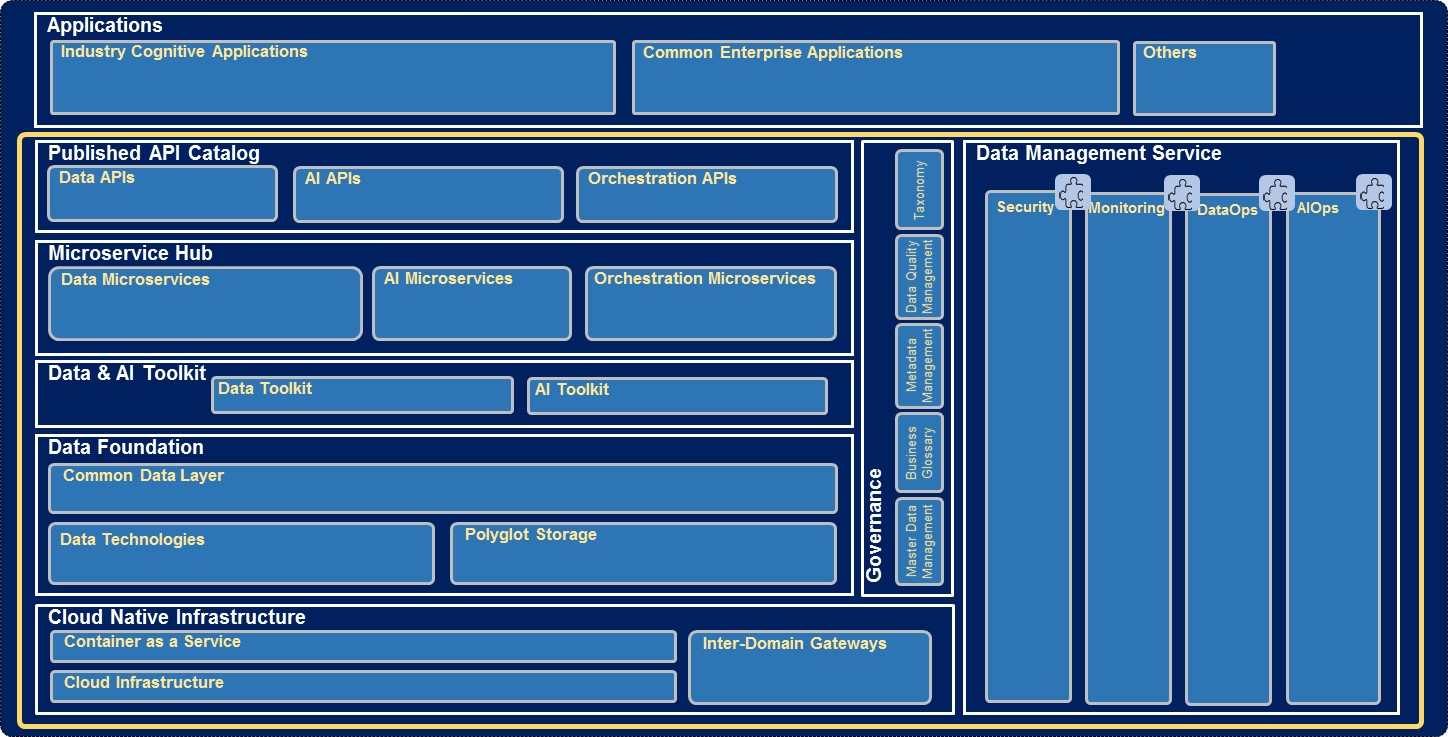 Applications
Industry Cognitive Applications
Common Enterprise Applications
Others
Published API Catalog
Data APIs
AI APIs
Orchestration APIs
Microservice Hub
Data Microservices
AI Microservices
Orchestration Microservices
Data & AI Toolkit
Data Toolkit
AI Toolkit
Data Foundation
Common Data Layer
Data Technologies
Polyglot Storage
Cloud Native Infrastructure
Container as a Service
Cloud Infrastructure
Inter-Domain Gateways
Governance
Taxonomy
Data Quality
Management
Metadata
Management
Business
Glossary
Master Data
Management
Data Management Service
Security
Monitoring
DataOps
AIOps